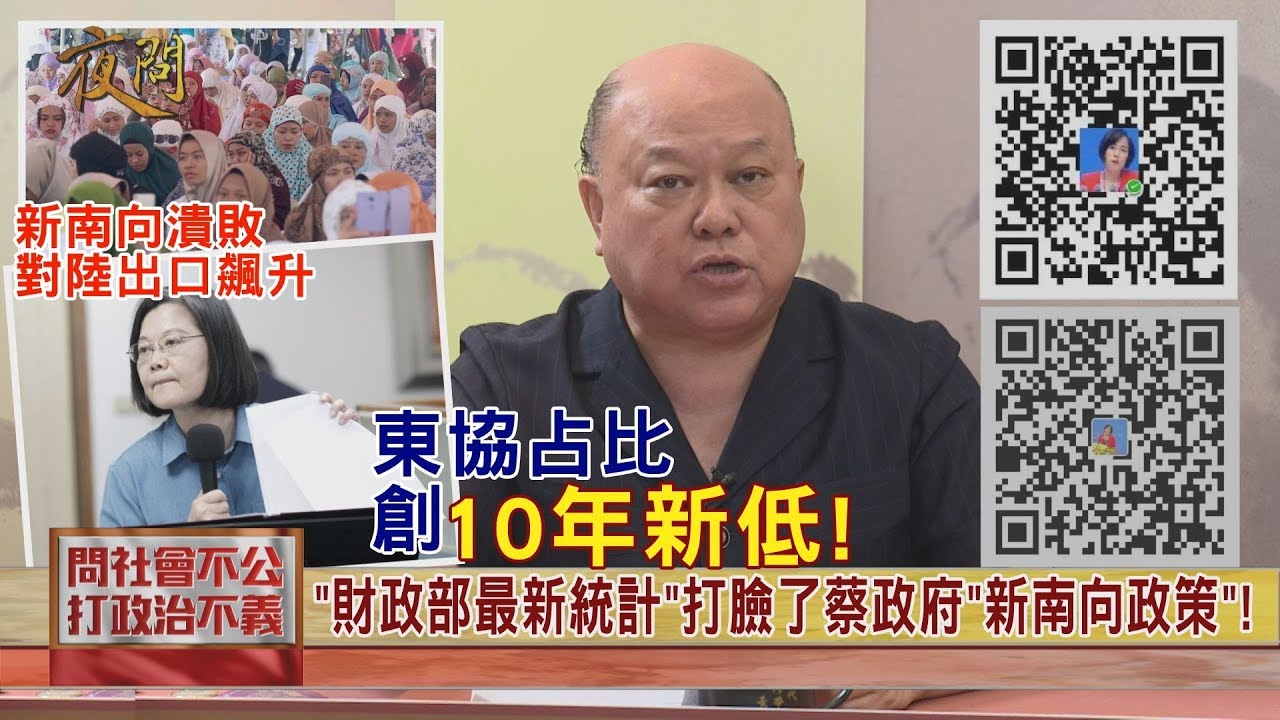 夜問
新南向潰敗
對陸出口飆升
東協占比
創10年新低!
問社會不公
打政治不義
"財政部最新統計"打臉了蔡政府"新南向政策"!